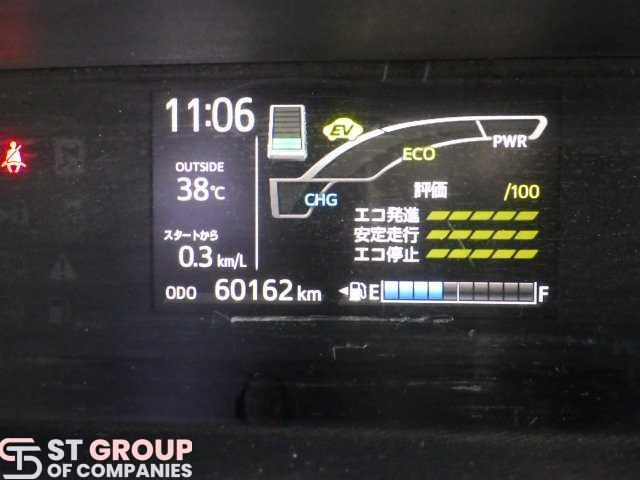 11:06
EV
PWR
ECO
OUTSIDE
38℃
CHG
評価 /100
エコ発進
安定走行
エコ停止
スタートから
0.3 km/L
ODO 60162 km
E F
ST GROUP
OF COMPANIES